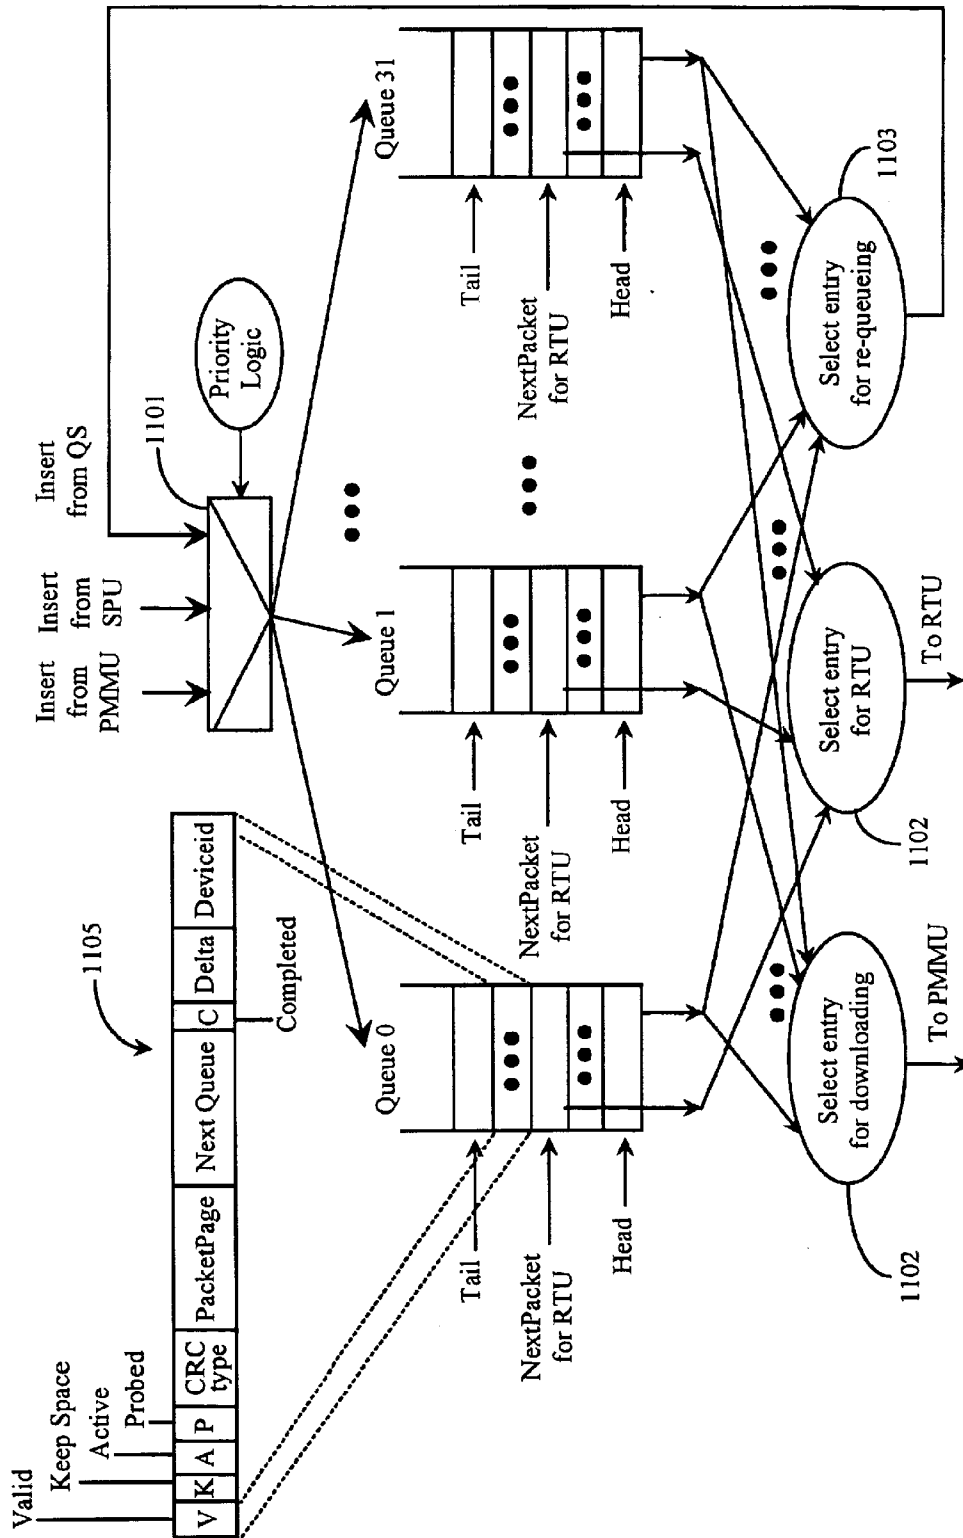 Valid
Keep Space
Active
Probed
V
K
A
P
CRC
type
PacketPage
Next Queue
C
Delta
Deviceid
Completed
1105
Insert
from
PMMU
Insert
from
SPU
Insert
from QS
1101
Priority
Logic
Queue 0
Queue 1
Queue 31
Tail
NextPacket
for RTU
Head
Tail
NextPacket
for RTU
Head
Tail
NextPacket
for RTU
Head
Select entry
for downloading
1102
To PMMU
Select entry
for RTU
1102
To RTU
Select entry
for re-queueing
1103